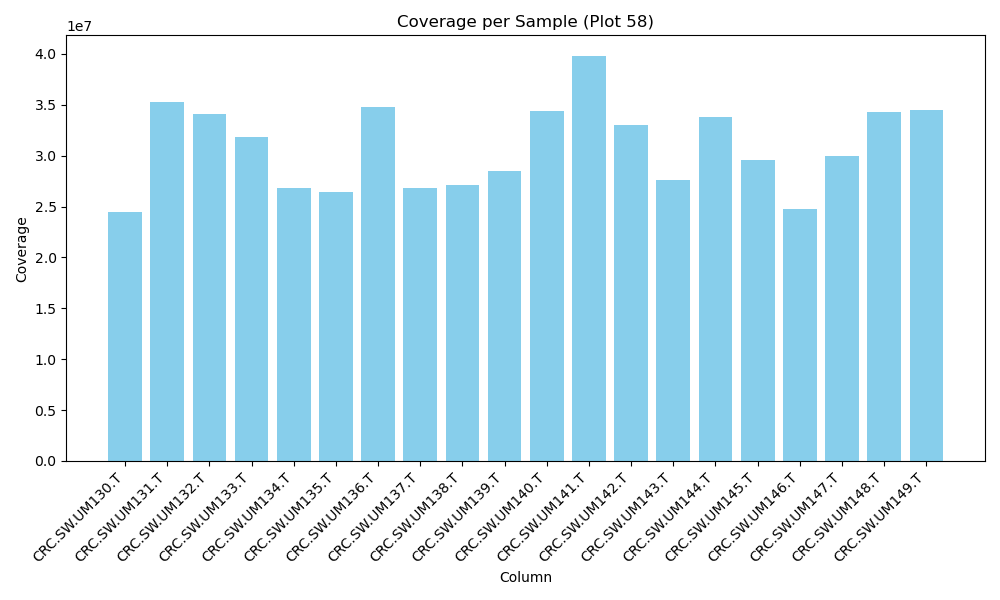 Coverage per Sample (Plot 58)
1e7
4.0
3.5
3.0
2.5
2.0
1.5
1.0
0.5
0.0
Coverage
CRC.SW.UM130.T
CRC.SW.UM131.T
CRC.SW.UM132.T
CRC.SW.UM133.T
CRC.SW.UM134.T
CRC.SW.UM135.T
CRC.SW.UM136.T
CRC.SW.UM137.T
CRC.SW.UM138.T
CRC.SW.UM139.T
CRC.SW.UM140.T
CRC.SW.UM141.T
CRC.SW.UM142.T
CRC.SW.UM143.T
CRC.SW.UM144.T
CRC.SW.UM145.T
CRC.SW.UM146.T
CRC.SW.UM147.T
CRC.SW.UM148.T
CRC.SW.UM149.T
Column